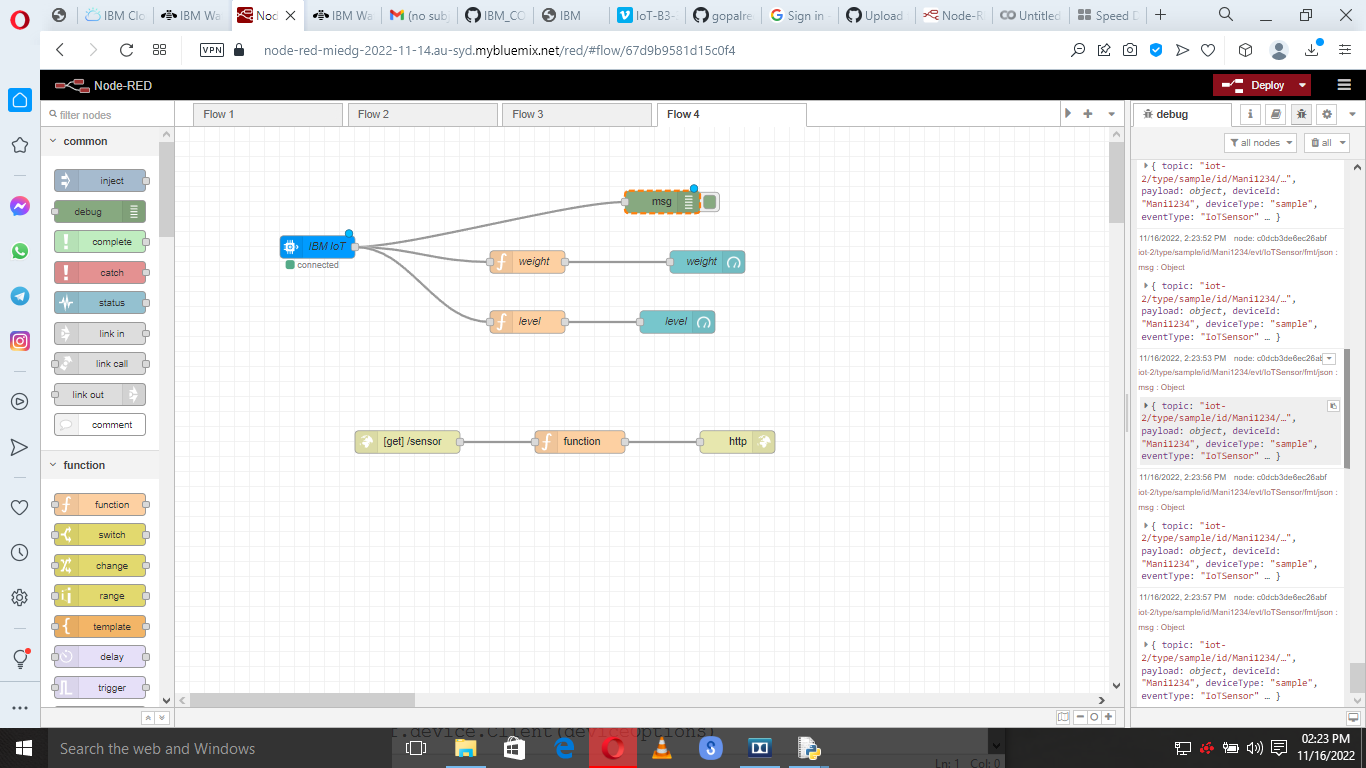 IBM Clo
IBM Wa
Nod
IBM Wa
(no subj
IBM_CO
IBM
IoT-B3-
gopalre
Sign in -
Upload
Node-R
Untitled
Speed D
VPN
node-red-miedg-2022-11-14.au-syd.mybluemix.net/red/#flow/67d9b9581d15c0f4
Node-RED
Deploy
filter nodes
Flow 1
Flow 2
Flow 3
Flow 4
debug
all nodes
all
common
inject
debug
complete
catch
status
link in
link call
link out
comment
function
function
switch
change
range
template
delay
trigger
msg
IBM IoT
connected
weight
weight
level
level
[get] /sensor
function
http
{ topic: "iot-
2/type/sample/id/Mani1234/…",
payload: object, deviceId:
"Mani1234", deviceType: "sample",
eventType: "IoTSensor" … }
11/16/2022, 2:23:52 PM node: c0dcb3de6ec26abf
iot-2/type/sample/id/Mani1234/evt/IoTSensor/fmt/json :
msg : Object
{ topic: "iot-
2/type/sample/id/Mani1234/…",
payload: object, deviceId:
"Mani1234", deviceType: "sample",
eventType: "IoTSensor" … }
11/16/2022, 2:23:53 PM node: c0dcb3de6ec26abf
iot-2/type/sample/id/Mani1234/evt/IoTSensor/fmt/json :
msg : Object
{ topic: "iot-
2/type/sample/id/Mani1234/…",
payload: object, deviceId:
"Mani1234", deviceType: "sample",
eventType: "IoTSensor" … }
11/16/2022, 2:23:56 PM node: c0dcb3de6ec26abf
iot-2/type/sample/id/Mani1234/evt/IoTSensor/fmt/json :
msg : Object
{ topic: "iot-
2/type/sample/id/Mani1234/…",
payload: object, deviceId:
"Mani1234", deviceType: "sample",
eventType: "IoTSensor" … }
11/16/2022, 2:23:57 PM node: c0dcb3de6ec26abf
iot-2/type/sample/id/Mani1234/evt/IoTSensor/fmt/json :
msg : Object
{ topic: "iot-
2/type/sample/id/Mani1234/…",
payload: object, deviceId:
"Mani1234", deviceType: "sample",
eventType: "IoTSensor" … }
f.device.Client(deviceOptions)
Ln: 1 Col: 0
Search the web and Windows
02:23 PM
11/16/2022